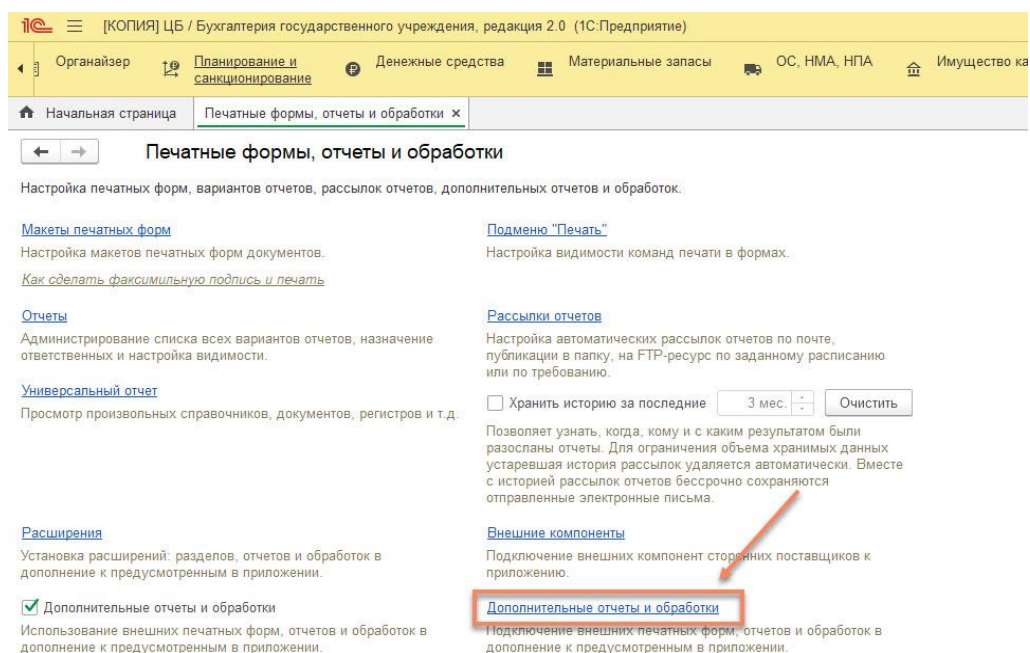 1С [КОПИЯ] ЦБ / Бухгалтерия государственного учреждения, редакция 2.0 (1С:Предприятие)
Органайзер
Планирование и
санкционирование
Денежные средства
Материальные запасы
ОС, НМА, НПА
Имущество ка
Начальная страница
Печатные формы, отчеты и обработки ×
Печатные формы, отчеты и обработки
Настройка печатных форм, вариантов отчетов, рассылок отчетов, дополнительных отчетов и обработок.
Макеты печатных форм
Настройка макетов печатных форм документов.
Как сделать факсимильную подпись и печать
Подменю "Печать"
Настройка видимости команд печати в формах.
Отчеты
Администрирование списка всех вариантов отчетов, назначение
ответственных и настройка видимости.
Универсальный отчет
Просмотр произвольных справочников, документов, регистров и т.д.
Рассылки отчетов
Настройка автоматических рассылок отчетов по почте,
публикации в папку, на FTP-ресурс по заданному расписанию
или по требованию.
Хранить историю за последние 3 мес. Очистить
Позволяет узнать, когда, кому и с каким результатом были
разосланы отчеты. Для ограничения объема хранимых данных
устаревшая история рассылок удаляется автоматически. Вместе
с историей рассылок отчетов бессрочно сохраняются
отправленные электронные письма.
Расширения
Установка расширений: разделов, отчетов и обработок в
дополнение к предусмотренным в приложении.
Внешние компоненты
Подключение внешних компонент сторонних поставщиков к
приложению.
Дополнительные отчеты и обработки
Использование внешних печатных форм, отчетов и обработок в
дополнение к предусмотренным в приложении.
Дополнительные отчеты и обработки
Подключение внешних печатных форм, отчетов и обработок в
дополнение к предусмотренным в приложении.